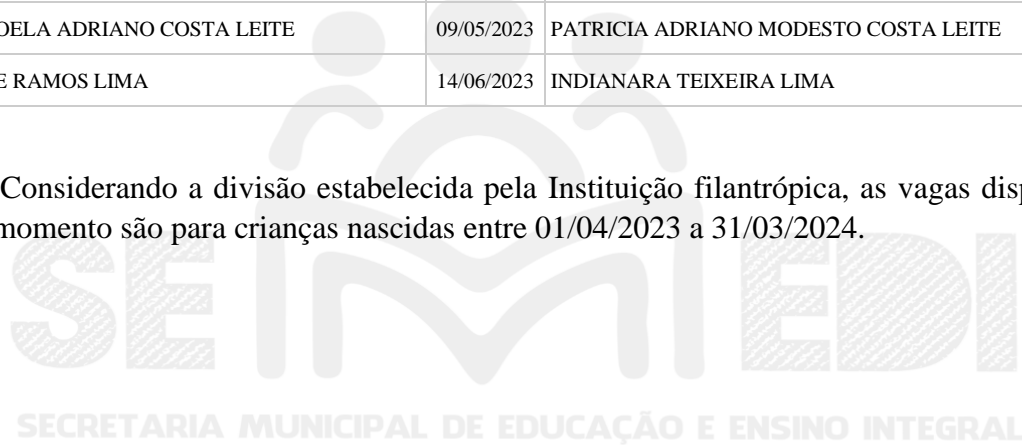 OELA ADRIANO COSTA LEITE 09/05/2023 PATRICIA ADRIANO MODESTO COSTA LEITE
E RAMOS LIMA 14/06/2023 INDIANARA TEIXEIRA LIMA
Considerando a divisão estabelecida pela Instituição filantrópica, as vagas disp
momento são para crianças nascidas entre 01/04/2023 a 31/03/2024.
SEMEDI
SECRETARIA MUNICIPAL DE EDUCAÇÃO E ENSINO INTEGRAL